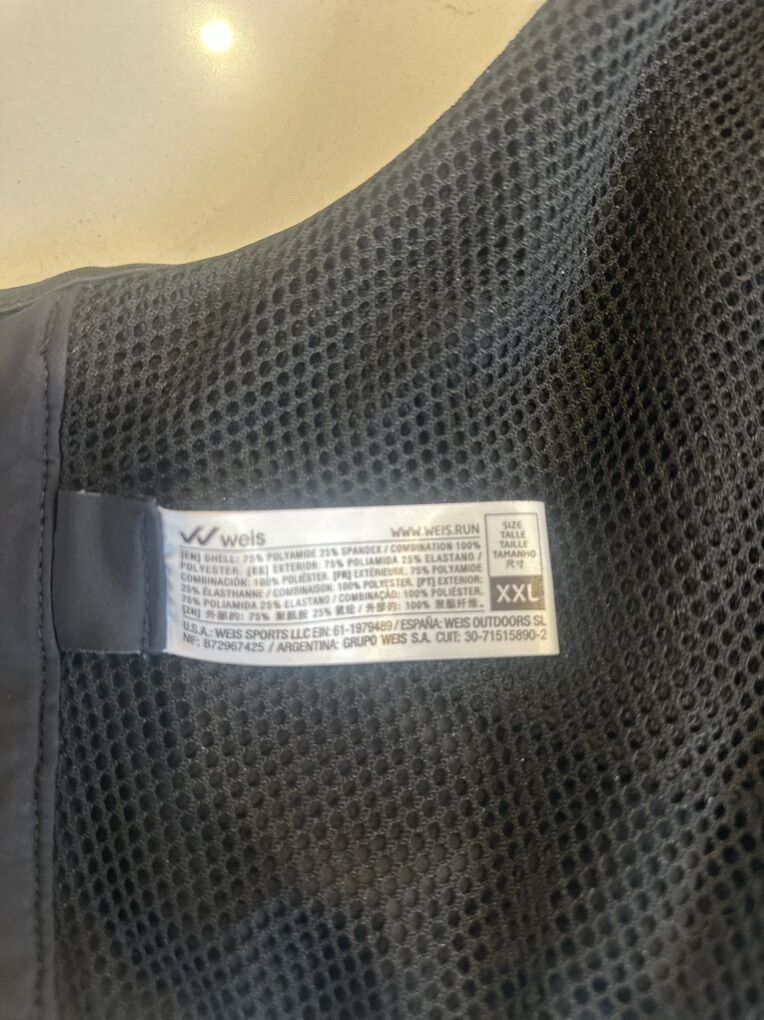 weis
WWW.WEIS.RUN
[EN] SHELL: 75% POLYAMIDE 25% SPANDEX / COMBINATION 100%
POLYESTER. [ES] EXTERIOR: 75% POLIAMIDA 25% ELASTANO /
COMBINACIÓN: 100% POLIÉSTER. [FR] EXTÉRIEURE: 75% POLYAMIDE
25% ÉLASTHANNE / COMBINAISON: 100% POLYESTER. [PT] EXTERIOR:
75% POLIAMIDA 25% ELASTANO / COMBINAÇÃO: 100% POLIÉSTER.
[ZH] 外部的: 75% 聚氨 25% 氨纶 / 外部的: 100% 聚酯纤维。
SIZE
TALLE
TAILLE
TAMANHO
尺寸
XXL
U.S.A.: WEIS SPORTS LLC EIN: 61-1979489 / ESPAÑA: WEIS OUTDOORS SL
NIF: B72967425 / ARGENTINA: GRUPO WEIS S.A. CUIT: 30-71515890-2